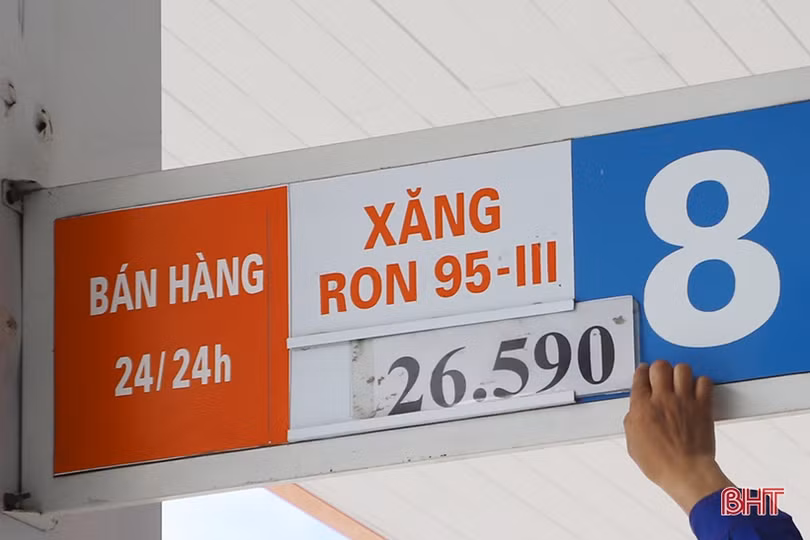 BÁN HÀNG
24/24h
XĂNG
RON 95-III
26.590
8
BHT